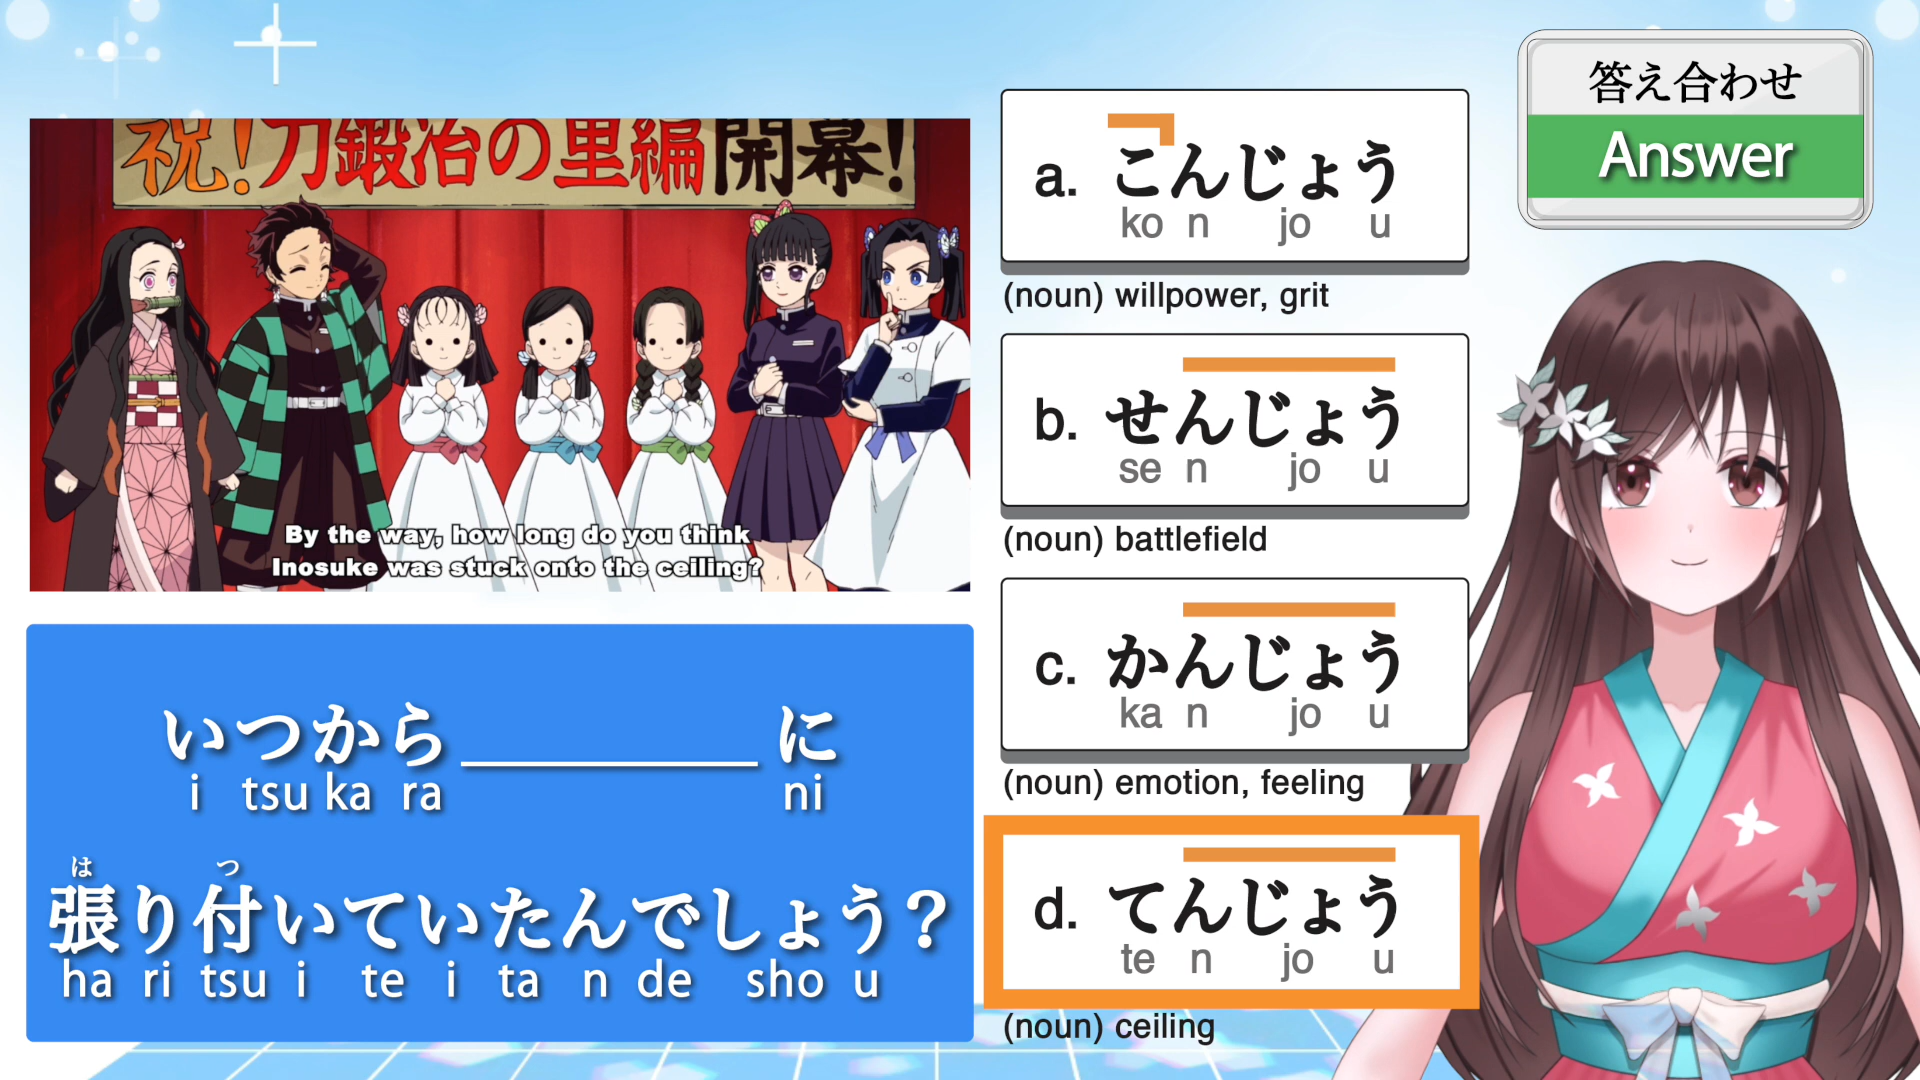 祝!刀鍛冶の里編開幕!
By the way, how long do you think
Inosuke was stuck onto the ceiling?
いつから________に
i tsu ka ra ni
は つ
張り付いていたんでしょう?
ha ri tsu i te i ta n de sho u
a. こんじょう
ko n jo u
(noun) willpower, grit
b. せんじょう
se n jo u
(noun) battlefield
c. かんじょう
ka n jo u
(noun) emotion, feeling
d. てんじょう
te n jo u
(noun) ceiling
答え合わせ
Answer